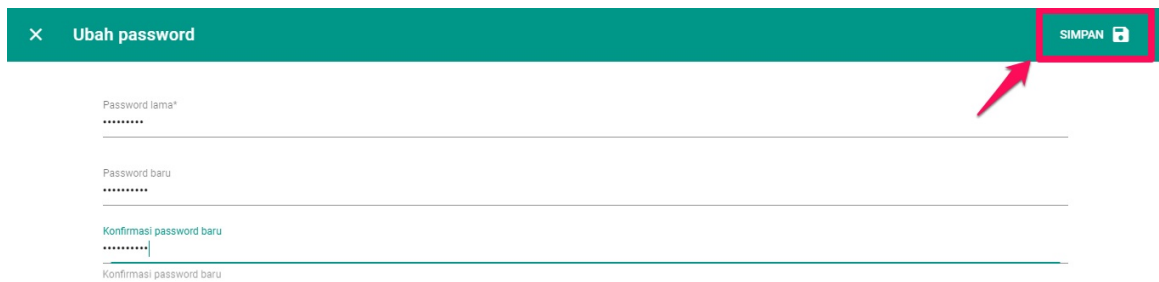 Ubah password
SIMPAN
Password lama*
•••••••••
Password baru
••••••••••
Konfirmasi password baru
••••••••••
Konfirmasi password baru